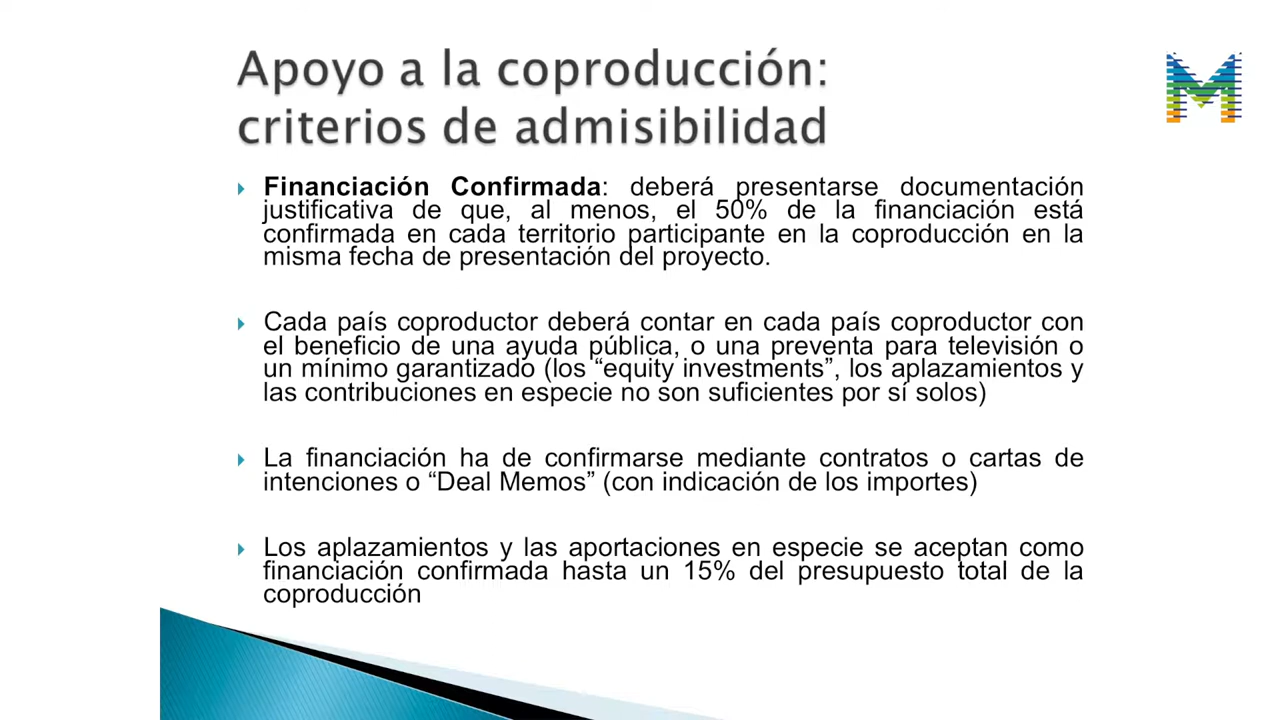 Apoyo a la coproducción:
criterios de admisibilidad
Financiación Confirmada: deberá presentarse documentación
justificativa de que, al menos, el 50% de la financiación está
confirmada en cada territorio participante en la coproducción en la
misma fecha de presentación del proyecto.
Cada país coproductor deberá contar en cada país coproductor con
el beneficio de una ayuda pública, o una preventa para televisión o
un mínimo garantizado (los “equity investments”, los aplazamientos y
las contribuciones en especie no son suficientes por sí solos)
La financiación ha de confirmarse mediante contratos o cartas de
intenciones o “Deal Memos” (con indicación de los importes)
Los aplazamientos y las aportaciones en especie se aceptan como
financiación confirmada hasta un 15% del presupuesto total de la
coproducción